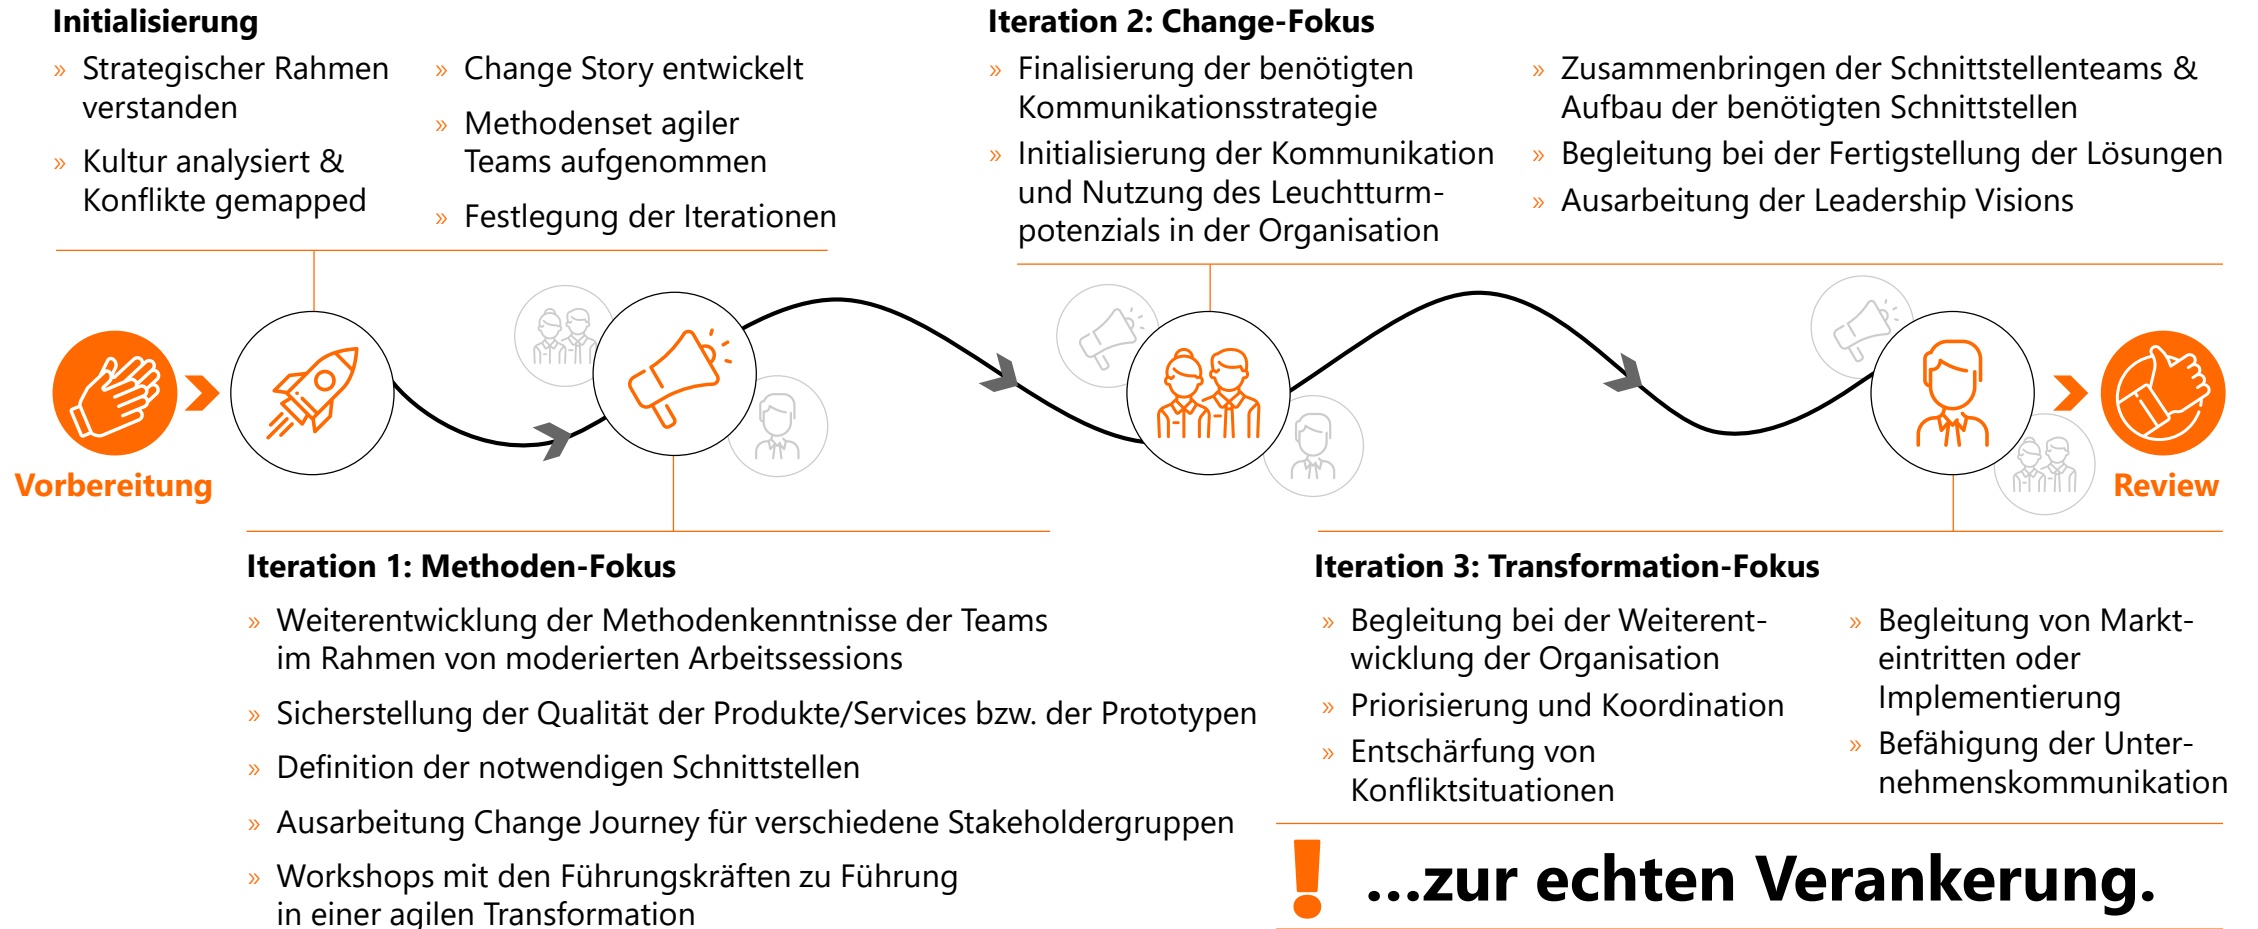 Initialisierung
» Strategischer Rahmen
verstanden
» Kultur analysiert &
Konflikte gemapped
» Change Story entwickelt
» Methodenset agiler
Teams aufgenommen
» Festlegung der Iterationen
Iteration 2: Change-Fokus
» Finalisierung der benötigten
Kommunikationsstrategie
» Initialisierung der Kommunikation
und Nutzung des Leuchtturm-
potenzials in der Organisation
» Zusammenbringen der Schnittstellenteams &
Aufbau der benötigten Schnittstellen
» Begleitung bei der Fertigstellung der Lösungen
» Ausarbeitung der Leadership Visions
Vorbereitung
Review
Iteration 1: Methoden-Fokus
» Weiterentwicklung der Methodenkenntnisse der Teams
im Rahmen von moderierten Arbeitssessions
» Sicherstellung der Qualität der Produkte/Services bzw. der Prototypen
» Definition der notwendigen Schnittstellen
» Ausarbeitung Change Journey für verschiedene Stakeholdergruppen
» Workshops mit den Führungskräften zu Führung
in einer agilen Transformation
Iteration 3: Transformation-Fokus
» Begleitung bei der Weiterent-
wicklung der Organisation
» Priorisierung und Koordination
» Entschärfung von
Konfliktsituationen
» Begleitung von Markt-
eintritten oder
Implementierung
» Befähigung der Unter-
nehmenskommunikation
! ...zur echten Verankerung.